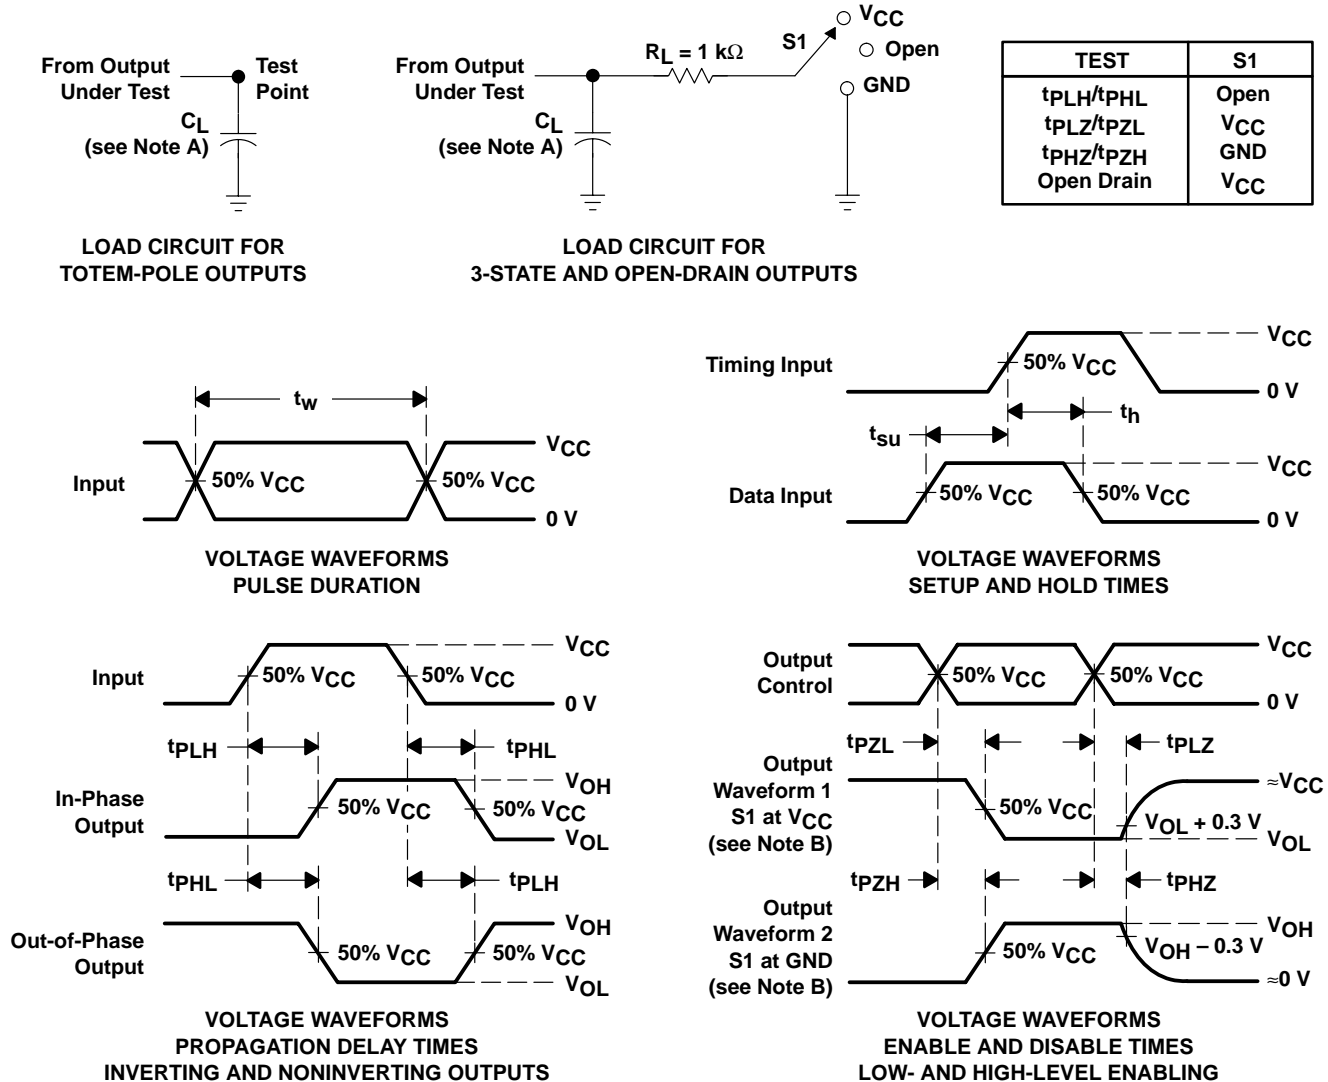 From Output
Under Test
Test
Point
CL
(see Note A)
LOAD CIRCUIT FOR
TOTEM-POLE OUTPUTS
From Output
Under Test
RL = 1 kΩ
S1
VCC
Open
GND
CL
(see Note A)
LOAD CIRCUIT FOR
3-STATE AND OPEN-DRAIN OUTPUTS
TEST S1
tPLH/tPHL Open
tPLZ/tPZL VCC
tPHZ/tPZH GND
Open Drain VCC
tw
Input
50% VCC
50% VCC
VCC
0 V
VOLTAGE WAVEFORMS
PULSE DURATION
Timing Input
50% VCC
VCC
0 V
tsu
th
Data Input
50% VCC
50% VCC
VCC
0 V
VOLTAGE WAVEFORMS
SETUP AND HOLD TIMES
Input
50% VCC
50% VCC
VCC
0 V
tPLH
tPHL
In-Phase
Output
50% VCC
50% VCC
VOH
VOL
tPHL
tPLH
Out-of-Phase
Output
50% VCC
50% VCC
VOH
VOL
VOLTAGE WAVEFORMS
PROPAGATION DELAY TIMES
INVERTING AND NONINVERTING OUTPUTS
Output
Control
50% VCC
50% VCC
VCC
0 V
tPZL
tPLZ
Output
Waveform 1
S1 at VCC
(see Note B)
50% VCC
≈VCC
VOL + 0.3 V
VOL
tPZH
tPHZ
Output
Waveform 2
S1 at GND
(see Note B)
50% VCC
VOH
VOH − 0.3 V
≈0 V
VOLTAGE WAVEFORMS
ENABLE AND DISABLE TIMES
LOW- AND HIGH-LEVEL ENABLING